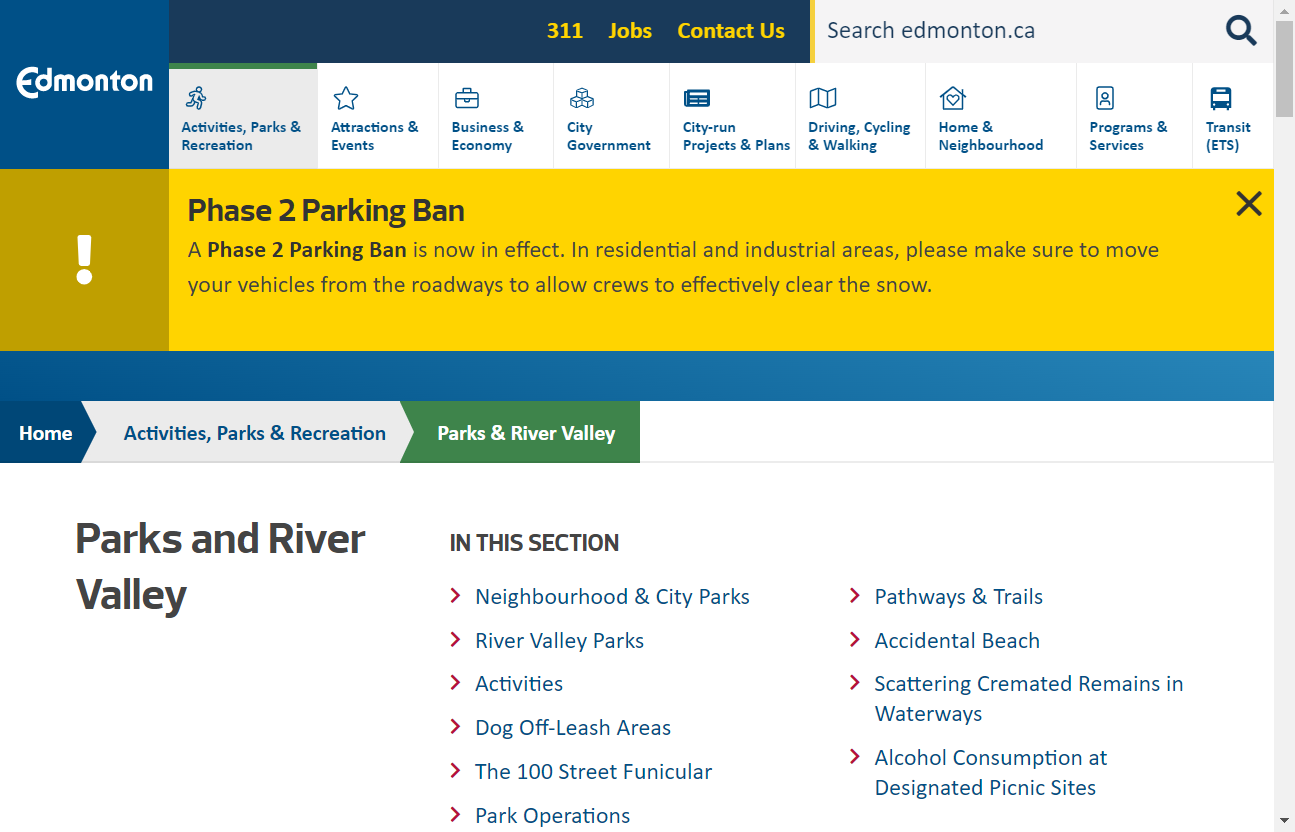 311 Jobs Contact Us Search edmonton.ca
Edmonton
Activities, Parks &
Recreation
Attractions &
Events
Business &
Economy
City
Government
City-run
Projects & Plans
Driving, Cycling
& Walking
Home &
Neighbourhood
Programs &
Services
Transit
(ETS)
!
Phase 2 Parking Ban
A Phase 2 Parking Ban is now in effect. In residential and industrial areas, please make sure to move
your vehicles from the roadways to allow crews to effectively clear the snow.
Home Activities, Parks & Recreation Parks & River Valley
Parks and River
Valley
IN THIS SECTION
Neighbourhood & City Parks
River Valley Parks
Activities
Dog Off-Leash Areas
The 100 Street Funicular
Park Operations
Pathways & Trails
Accidental Beach
Scattering Cremated Remains in
Waterways
Alcohol Consumption at
Designated Picnic Sites